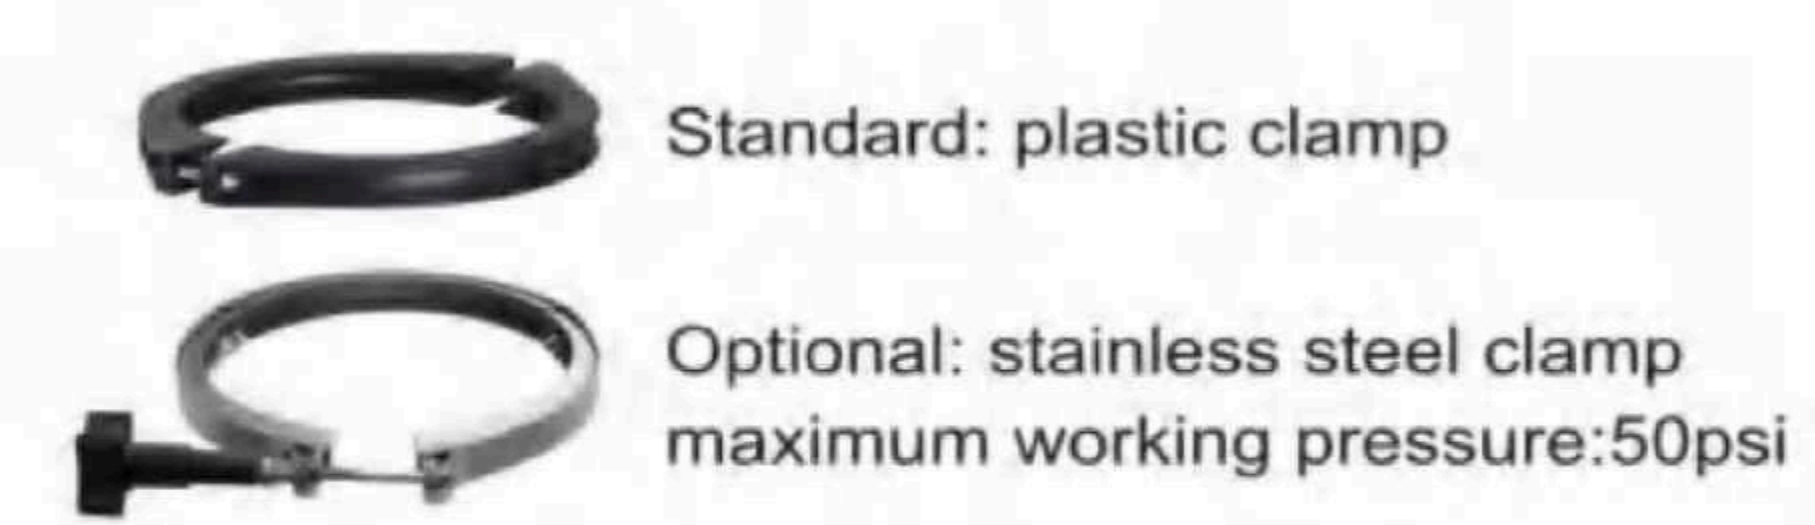 Standard: plastic clamp
Optional: stainless steel clamp
maximum working pressure:50psi